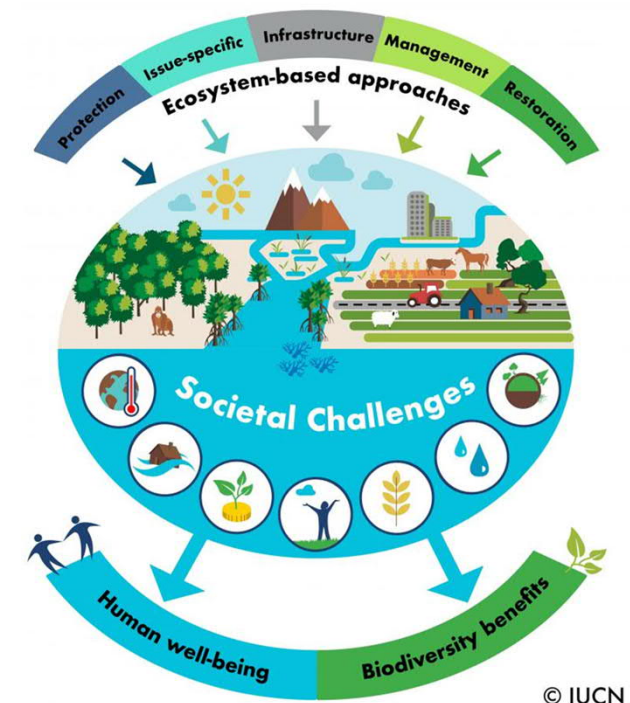 Protection
Issue-specific
Infrastructure
Management
Restoration
Ecosystem-based approaches
Societal Challenges
Human well-being
Biodiversity benefits
© IUCN